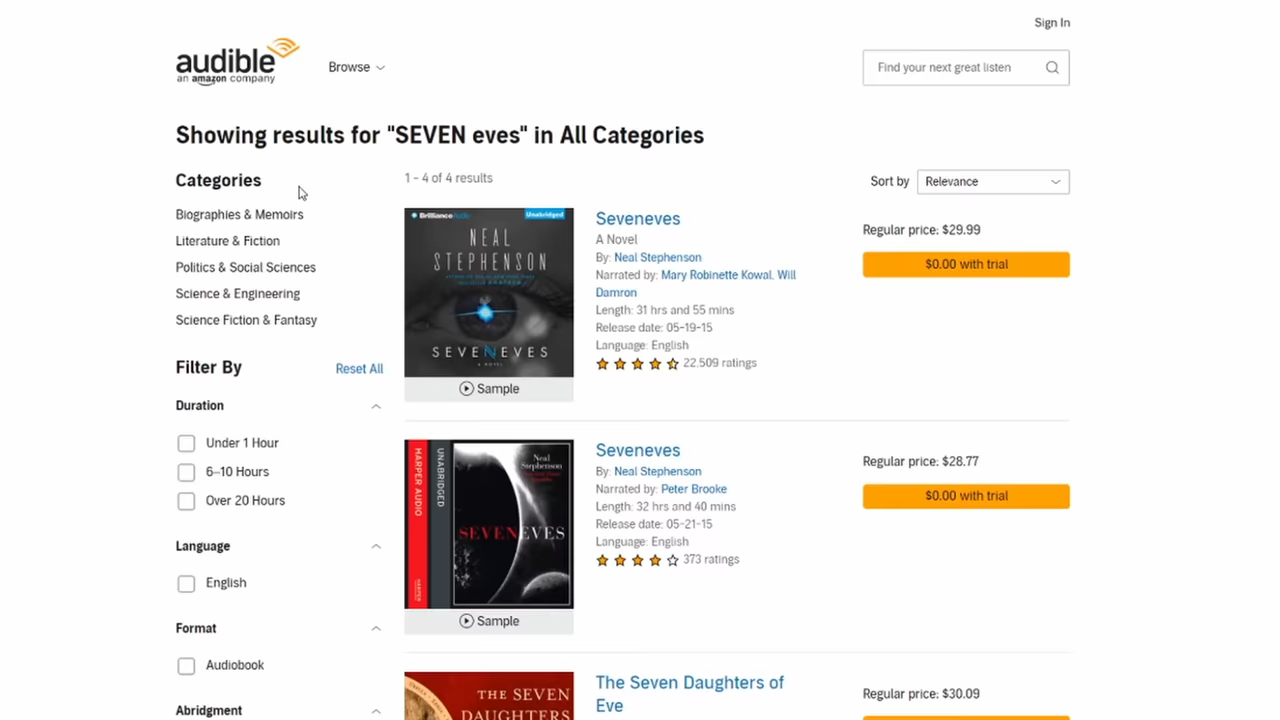 Sign In
audible
an amazon company
Browse
Find your next great listen
Showing results for "SEVEN eves" in All Categories
Categories
Biographies & Memoirs
Literature & Fiction
Politics & Social Sciences
Science & Engineering
Science Fiction & Fantasy
Filter By
Reset All
Duration
Under 1 Hour
6–10 Hours
Over 20 Hours
Language
English
Format
Audiobook
Abridgment
1 - 4 of 4 results
Sort by
Relevance
Brilliance Audio
Unabridged
NEAL
STEPHENSON
SEVENEVES
A NOVEL
Sample
Seveneves
A Novel
By: Neal Stephenson
Narrated by: Mary Robinette Kowal, Will
Damron
Length: 31 hrs and 55 mins
Release date: 05-19-15
Language: English
22,509 ratings
Regular price: $29.99
$0.00 with trial
HARPER AUDIO
UNABRIDGED
Neal
Stephenson
SEVENEVES
HARPER
Sample
Seveneves
By: Neal Stephenson
Narrated by: Peter Brooke
Length: 32 hrs and 40 mins
Release date: 05-21-15
Language: English
373 ratings
Regular price: $28.77
$0.00 with trial
THE SEVEN
DAUGHTERS
The Seven Daughters of
Eve
Regular price: $30.09